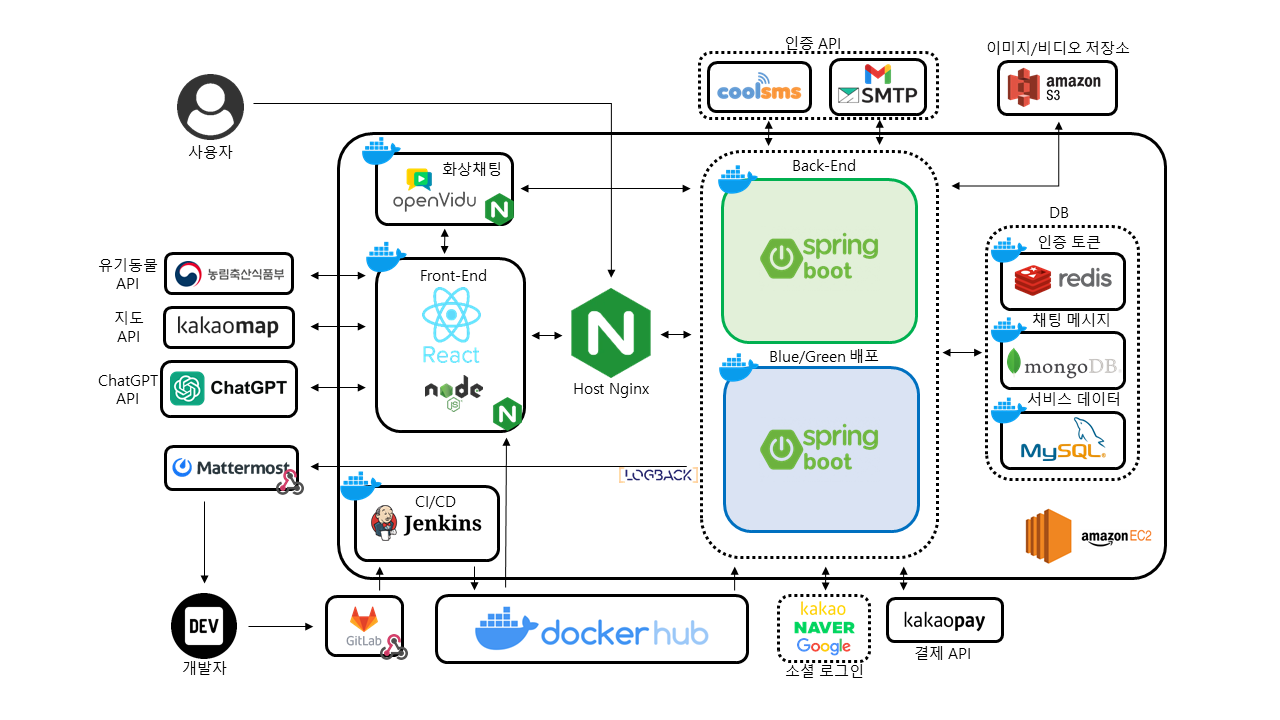 인증 API
coolsms
SMTP
이미지/비디오 저장소
amazon
S3
사용자
화상채팅
openVidu
N
Back-End
spring
boot
DB
인증 토큰
redis
채팅 메시지
mongoDB.
서비스 데이터
MySQL
유기동물
API
농림축산식품부
지도
API
kakaomap
ChatGPT
API
ChatGPT
Front-End
React
node
JS
N
N
Host Nginx
Blue/Green 배포
spring
boot
Mattermost
[LOGBACK]
CI/CD
Jenkins
amazon EC2
DEV
개발자
GitLab
docker hub
kakao
NAVER
Google
소셜 로그인
kakaopay
결제 API